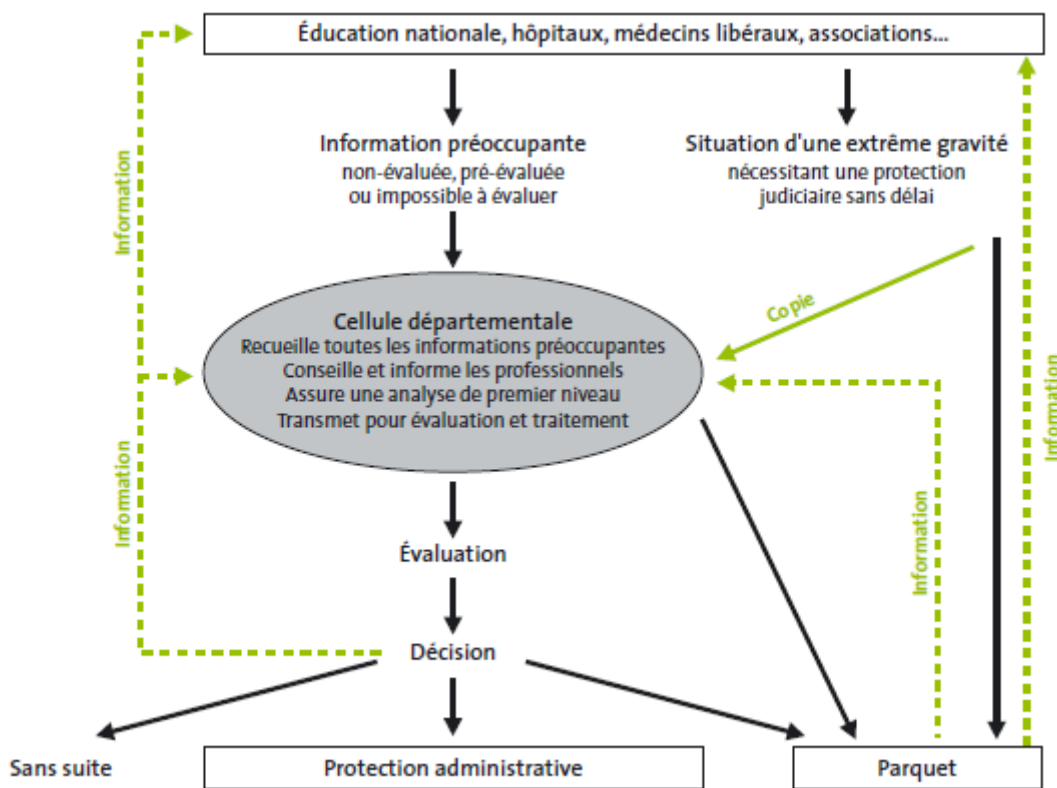 Éducation nationale, hôpitaux, médecins libéraux, associations...
Information préoccupante
non-évaluée, pré-évaluée
ou impossible à évaluer
Situation d'une extrême gravité
nécessitant une protection
judiciaire sans délai
Information
Copie
Cellule départementale
Recueille toutes les informations préoccupantes
Conseille et informe les professionnels
Assure une analyse de premier niveau
Transmet pour évaluation et traitement
Information
Information
Information
Évaluation
Décision
Sans suite
Protection administrative
Parquet